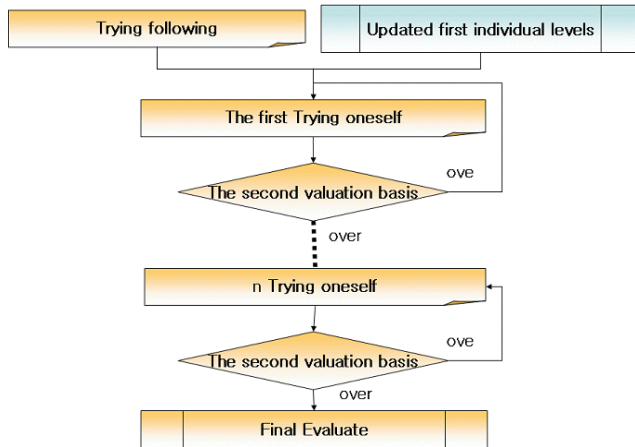 Trying following
Updated first individual levels
The first Trying oneself
The second valuation basis
ove
over
n Trying oneself
The second valuation basis
ove
over
Final Evaluate